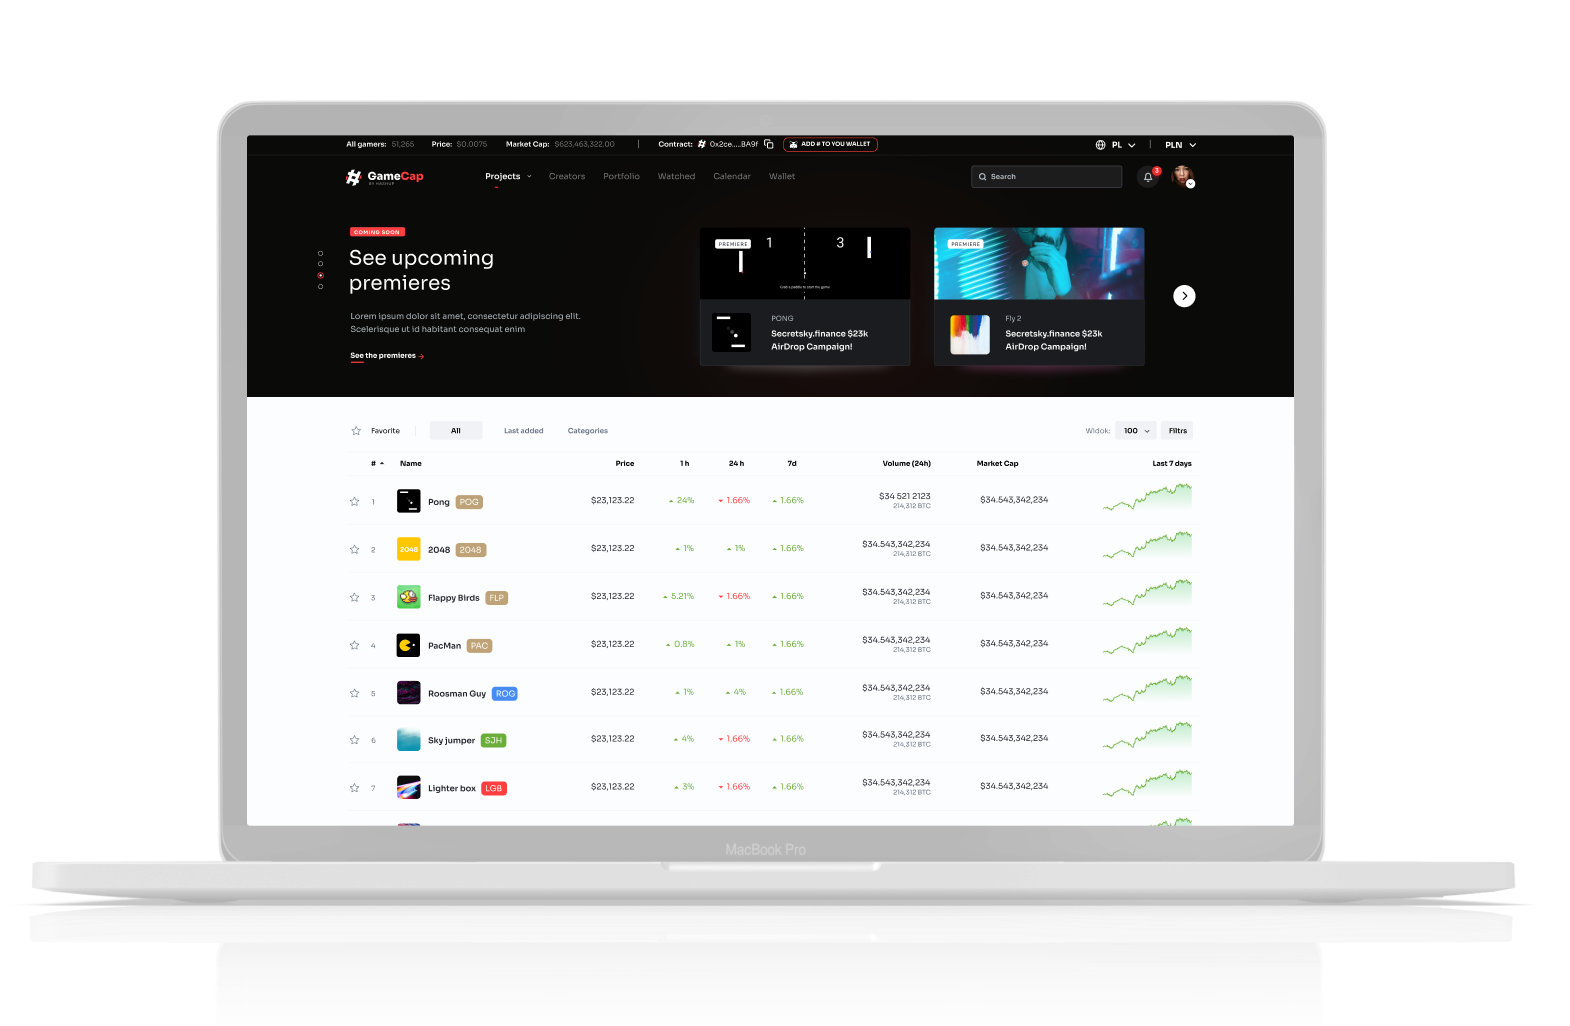 All gamers: 51,265 Price: $0.0075 Market Cap: $623,463,322.00 Contract: 0x2ce....8A9f ADD # TO YOU WALLET PL PLN
GameCap
BY HASHUP
Projects Creators Portfolio Watched Calendar Wallet Search 3
COMING SOON
See upcoming
premieres
Lorem ipsum dolor sit amet, consectetur adipiscing elit.
Scelerisque ut id habitant consequat enim
See the premieres
PREMIERE 1 3
Grab a paddle to start the game
PONG
Secretsky.finance $23k
AirDrop Campaign!
PREMIERE
Fly 2
Secretsky.finance $23k
AirDrop Campaign!
Favorite All Last added Categories Widok: 100 Filtrs
# Name Price 1 h 24 h 7d Volume (24h) Market Cap Last 7 days
1 Pong POG $23,123.22 24% 1.66% 1.66% $34 521 2123 $34.543,342,234
214,312 BTC
2 2048 2048 2048 $23,123.22 1% 1% 1.66% $34.543,342,234 $34.543,342,234
214,312 BTC
3 Flappy Birds FLP $23,123.22 5.21% 1.66% 1.66% $34.543,342,234 $34.543,342,234
214,312 BTC
4 PacMan PAC $23,123.22 0.8% 1% 1.66% $34.543,342,234 $34.543,342,234
214,312 BTC
5 Roosman Guy ROG $23,123.22 1% 4% 1.66% $34.543,342,234 $34.543,342,234
214,312 BTC
6 Sky jumper SJH $23,123.22 4% 1.66% 1.66% $34.543,342,234 $34.543,342,234
214,312 BTC
7 Lighter box LGB $23,123.22 3% 1.66% 1.66% $34.543,342,234 $34.543,342,234
214,312 BTC
MacBook Pro